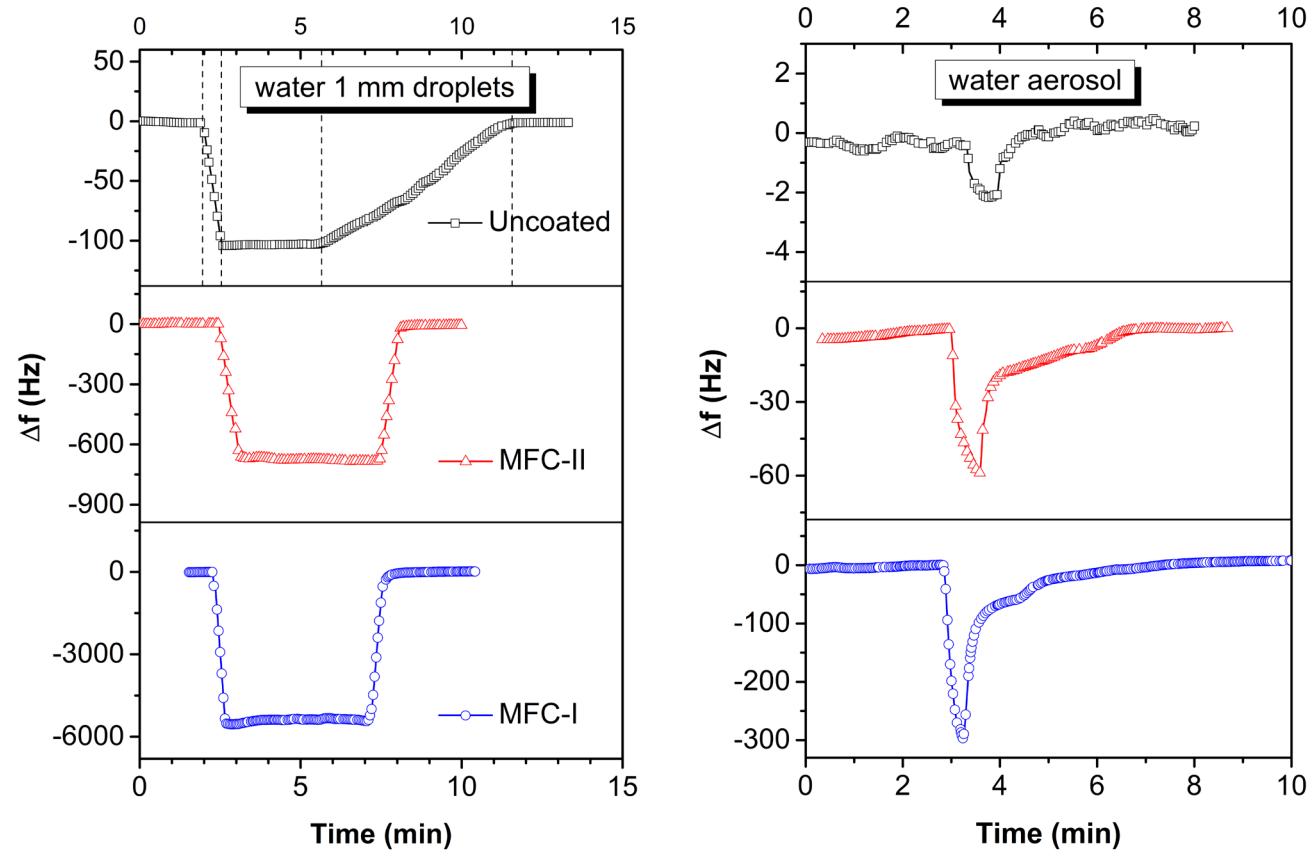 0 5 10 15
water 1 mm droplets
50
0
-50
-100
Uncoated
0
-300
-600
-900
MFC-II
0
-3000
-6000
MFC-I
0 5 10 15
Δf (Hz)
Time (min)
0 2 4 6 8 10
water aerosol
2
0
-2
-4
0
-30
-60
0
-100
-200
-300
0 2 4 6 8 10
Δf (Hz)
Time (min)